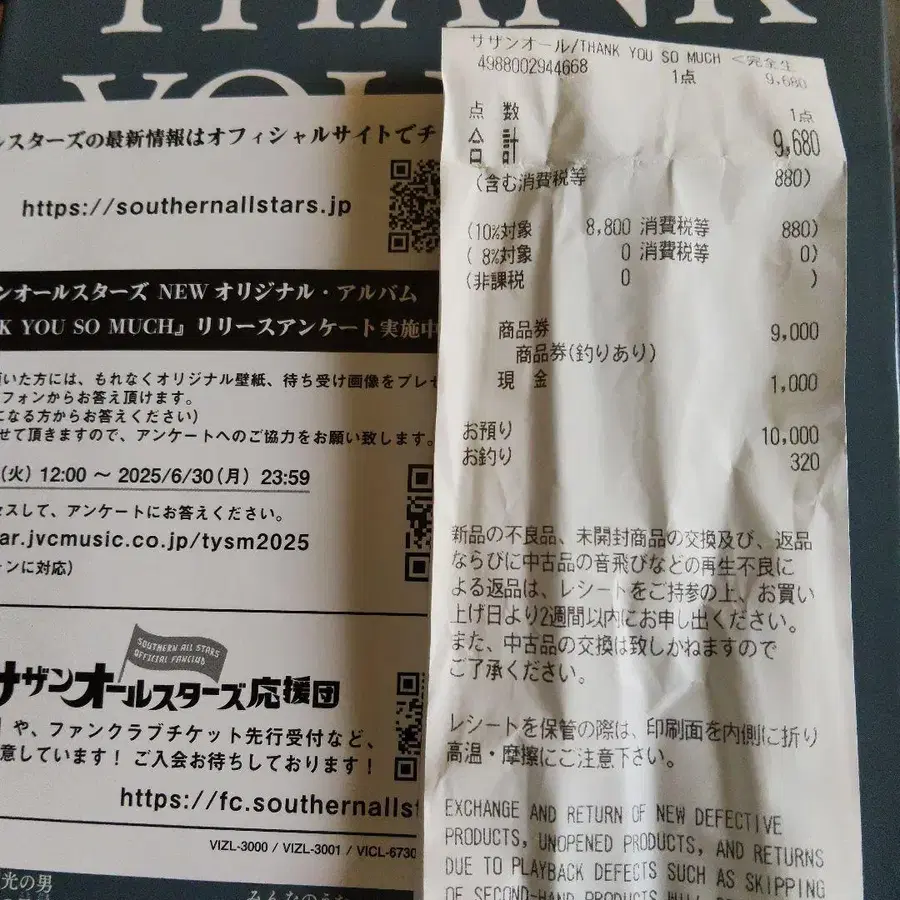 THANK
YOU
ルスターズの最新情報はオフィシャルサイトでチ
https://southernallstars.jp
ンオールスターズ NEWオリジナル・アルバム
K YOU SO MUCH』リリースアンケート実施中
頂いた方には、もれなくオリジナル壁紙、待ち受け画像をプレゼ
フォンからお答え頂けます。
になる方からお答えください)
せて頂きますので、アンケートへのご協力をお願い致します。
(火) 12:00 〜 2025/6/30(月) 23:59
セスして、アンケートにお答えください。
ar.jvcmusic.co.jp/tysm2025
ォンに対応)
SOUTHERN ALL STARS
OFFICIAL FANCLUB
サザンオールスターズ応援団
や、ファンクラブチケット先行受付など、
意しています! ご入会お待ちしております!
https://fc.southernallst
VIZL-3000 / VIZL-3001 / VICL-6730
光の男
みんなのうた
サザンオール/THANK YOU SO MUCH <完全生
4988002944668 1点 9,680
点 数 1点
合 計 9,680
(含む消費税等 880)
(10%対象 8,800 消費税等 880)
( 8%対象 0 消費税等 0)
(非課税 0 )
商品券 9,000
商品券(釣りあり)
現 金 1,000
お預り 10,000
お釣り 320
新品の不良品、未開封商品の交換及び、返品
ならびに中古品の音飛びなどの再生不良に
よる返品は、レシートをご持参の上、お買い
上げ日より2週間以内にお申し出ください。
また、中古品の交換は致しかねますので
ご了承ください。
レシートを保管の際は、印刷面を内側に折り
高温・摩擦にご注意下さい。
EXCHANGE AND RETURN OF NEW DEFECTIVE
PRODUCTS, UNOPENED PRODUCTS, AND RETURNS
DUE TO PLAYBACK DEFECTS SUCH AS SKIPPING
OF SECOND-HAND PRODUCTS WILL